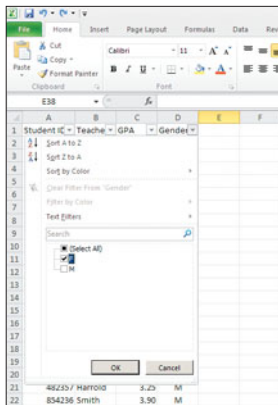 File Home Insert Page Layout Formulas Data Rev
Paste
Cut
Copy
Format Painter
Clipboard
Calibri 11 A A
B I U A
Font
E38 fx
A B C D E F
1 Student ID Teache GPA Gender
2 Sort A to Z
3 Sort Z to A
4
5 Sort by Color
6 Clear Filter From "Gender"
7 Filter by Color
8 Text Filters
9 Search
10 (Select All)
11 F
12 M
13
14
15
16
17
18
19
20 OK Cancel
21 482357 Harrold 3.25 M
22 854236 Smith 3.90 M